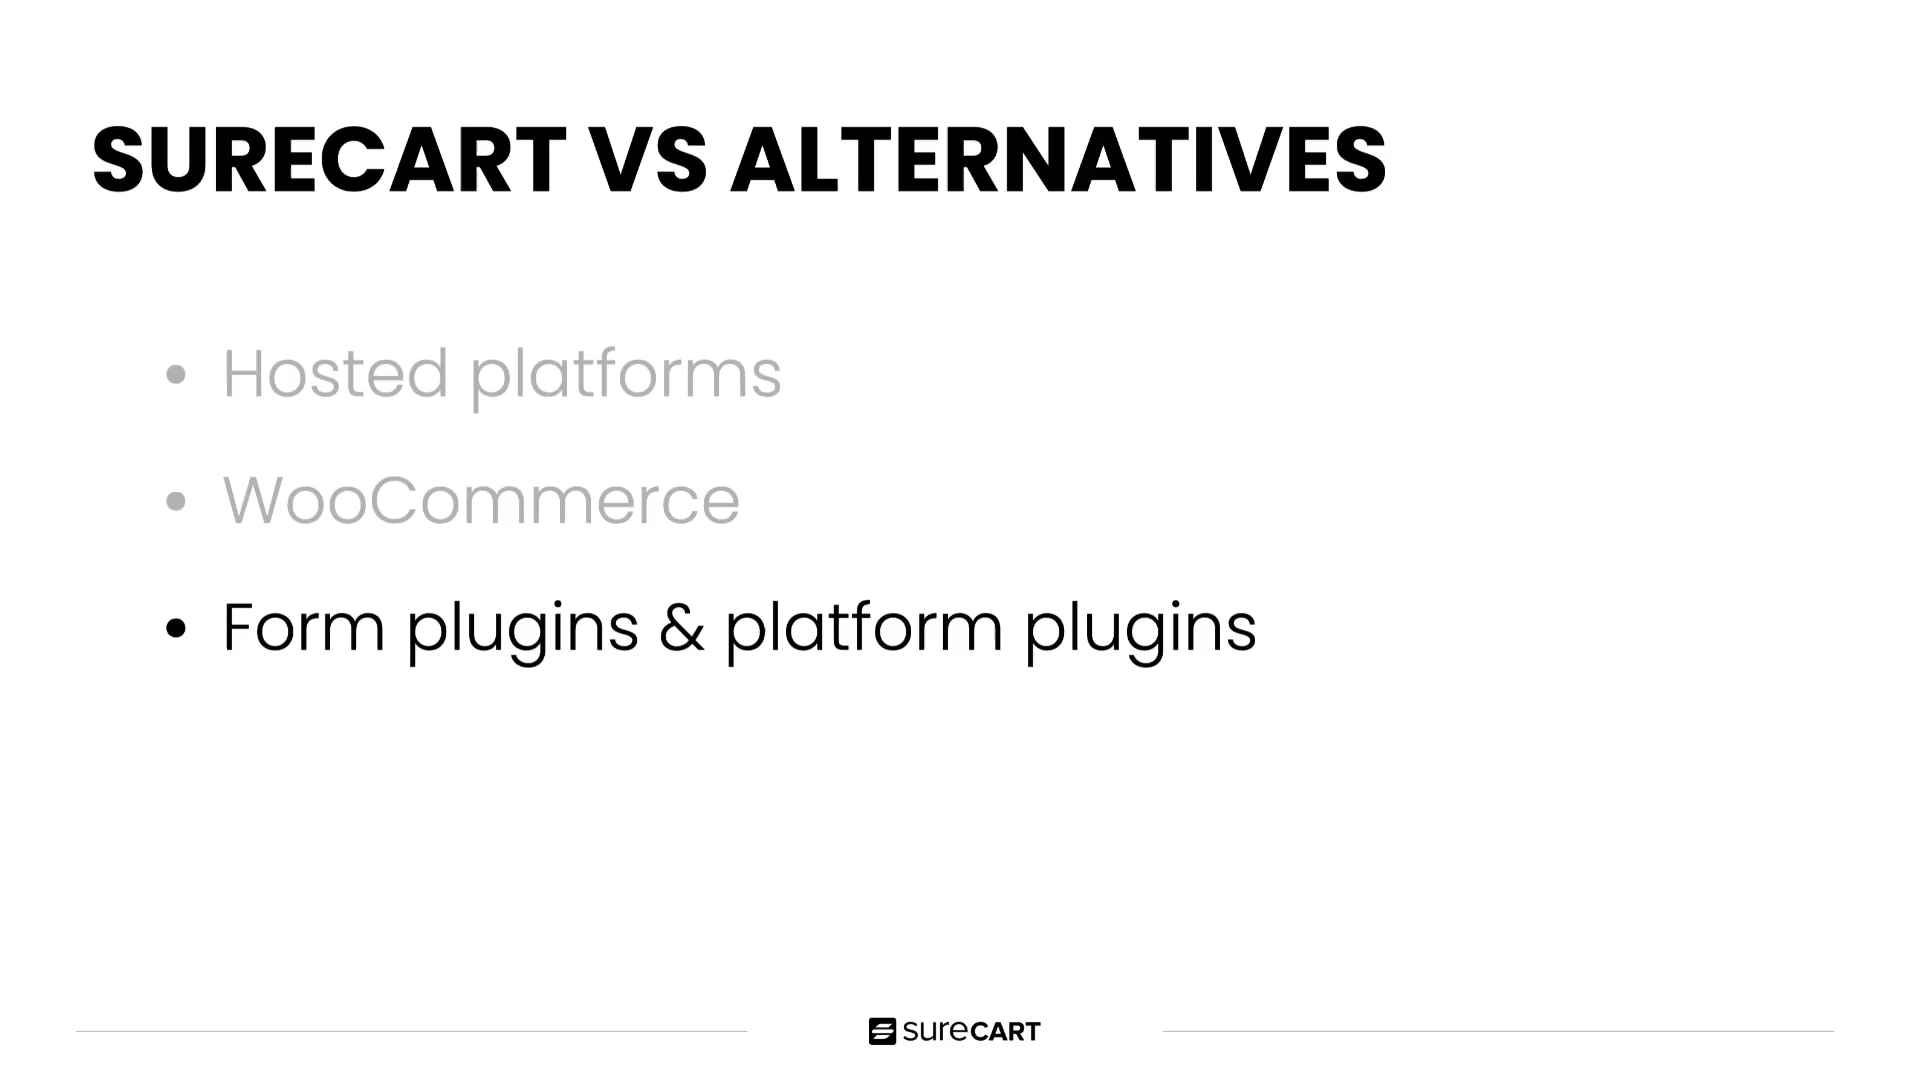 SURECART VS ALTERNATIVES
• Hosted platforms
• WooCommerce
• Form plugins & platform plugins
sureCART